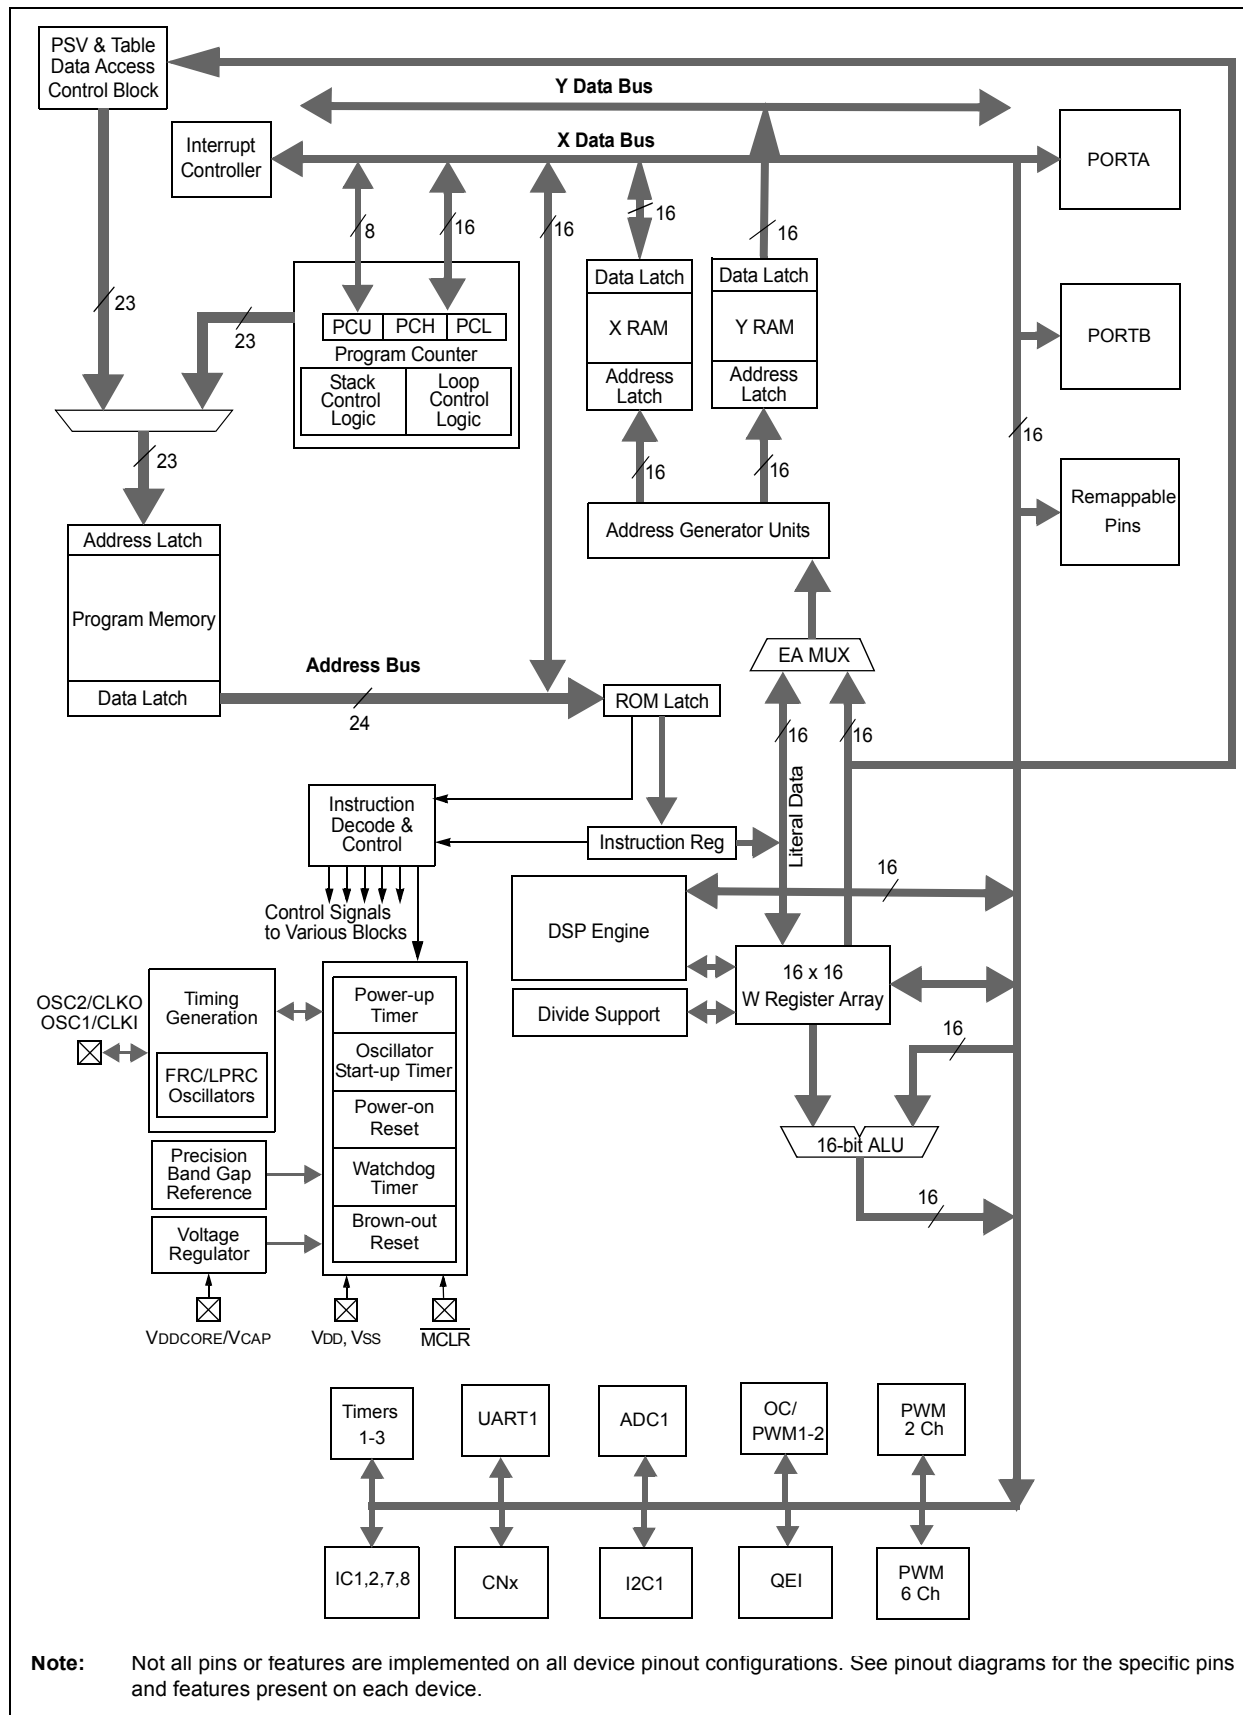 PSV & Table
Data Access
Control Block
Y Data Bus
Interrupt
Controller
X Data Bus
PORTA
8
16
16
16
16
Data Latch
X RAM
Address
Latch
Data Latch
Y RAM
Address
Latch
23
23
PCU PCH PCL
Program Counter
Stack
Control
Logic
Loop
Control
Logic
PORTB
16
23
16
16
Remappable
Pins
Address Generator Units
Address Latch
Program Memory
Data Latch
EA MUX
Address Bus
24
ROM Latch
16
16
Literal Data
Instruction
Decode &
Control
Instruction Reg
16
Control Signals
to Various Blocks
DSP Engine
16 x 16
W Register Array
Divide Support
OSC2/CLKO
OSC1/CLKI
Timing
Generation
FRC/LPRC
Oscillators
Power-up
Timer
Oscillator
Start-up Timer
Power-on
Reset
Watchdog
Timer
Brown-out
Reset
16
16-bit ALU
16
Precision
Band Gap
Reference
Voltage
Regulator
VDDCORE/VCAP
VDD, VSS
MCLR
Timers
1-3
UART1
ADC1
OC/
PWM1-2
PWM
2 Ch
IC1,2,7,8
CNx
I2C1
QEI
PWM
6 Ch
Note: Not all pins or features are implemented on all device pinout configurations. See pinout diagrams for the specific pins
and features present on each device.